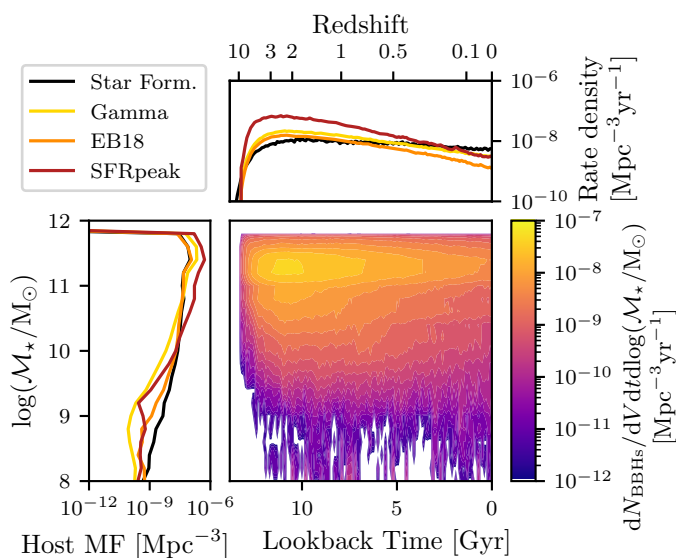 Redshift
10 3 2 1 0.5 0.1 0
Star Form.
Gamma
EB18
SFRpeak
10⁻⁶
10⁻⁸
10⁻¹⁰
Rate density
[Mpc⁻³yr⁻¹]
12
11
10
9
8
log(ℳ⋆/M⊙)
10⁻¹² 10⁻⁹ 10⁻⁶
Host MF [Mpc⁻³]
10 5 0
Lookback Time [Gyr]
10⁻⁷
10⁻⁸
10⁻⁹
10⁻¹⁰
10⁻¹¹
10⁻¹²
dN_BBHs/dV dtdlog(ℳ⋆/M⊙)
[Mpc⁻³yr⁻¹]